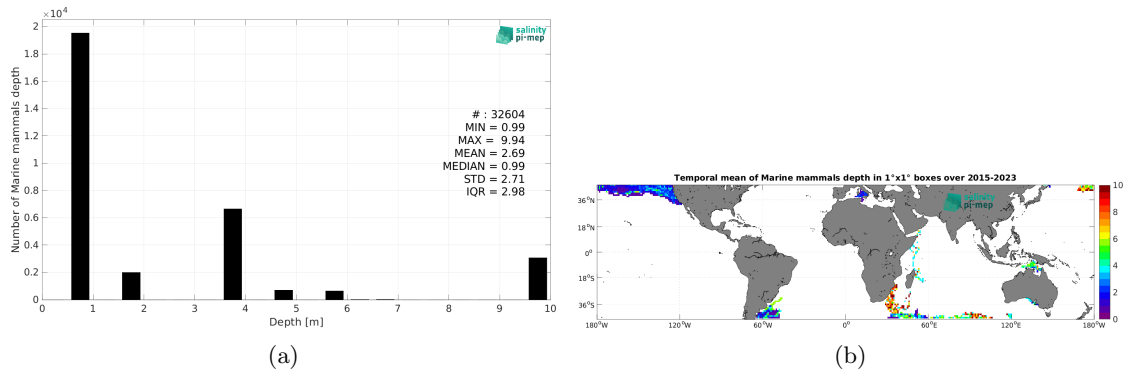 ×10⁴
2
1.8
1.6
1.4
1.2
1
0.8
0.6
0.4
0.2
0
Number of Marine mammals depth
salinity
pi-mep
# : 32604
MIN = 0.99
MAX = 9.94
MEAN = 2.69
MEDIAN = 0.99
STD = 2.71
IQR = 2.98
0 1 2 3 4 5 6 7 8 9 10
Depth [m]
(a)
Temporal mean of Marine mammals depth in 1°x1° boxes over 2015-2023
salinity
pi-mep
36°N
18°N
0°
18°S
36°S
180°W 120°W 60°W 0° 60°E 120°E 180°W
10
8
6
4
2
0
(b)